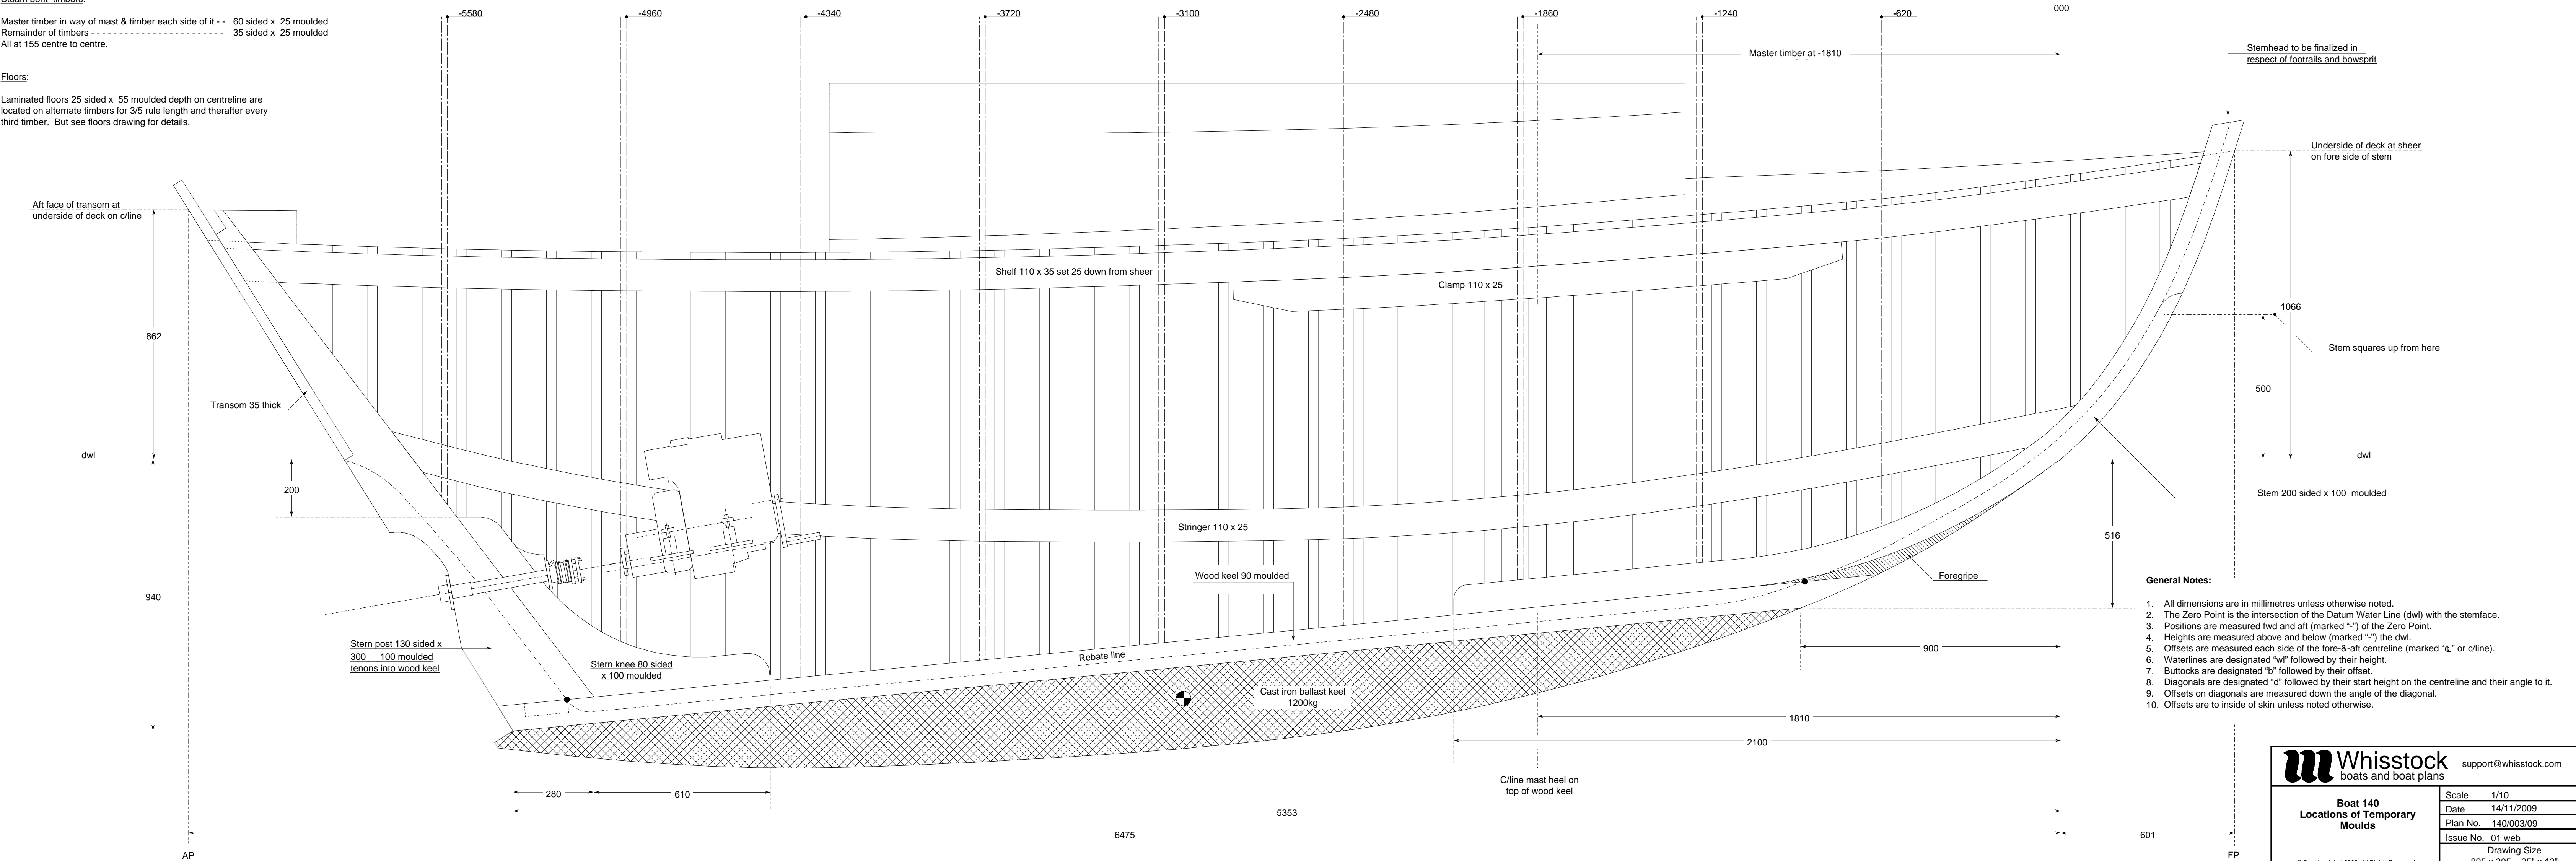 Steam bent timbers:
Master timber in way of mast & timber each side of it - - 60 sided x 25 moulded
Remainder of timbers - - - - - - - - - - - - - - - - - - - - - - - - 35 sided x 25 moulded
All at 155 centre to centre.
Floors:
Laminated floors 25 sided x 55 moulded depth on centreline are
located on alternate timbers for 3/5 rule length and therafter every
third timber. But see floors drawing for details.
-5580
-4960
-4340
-3720
-3100
-2480
-1860
-1240
-620
000
Master timber at -1810
Stemhead to be finalized in
respect of footrails and bowsprit
Underside of deck at sheer
on fore side of stem
Aft face of transom at
underside of deck on c/line
Shelf 110 x 35 set 25 down from sheer
Clamp 110 x 25
1066
862
Stem squares up from here
500
Transom 35 thick
dwl
dwl
200
Stem 200 sided x 100 moulded
Stringer 110 x 25
516
Wood keel 90 moulded
Foregripe
940
Stern post 130 sided x
300 100 moulded
tenons into wood keel
Stern knee 80 sided
x 100 moulded
Rebate line
900
Cast iron ballast keel
1200kg
1810
2100
C/line mast heel on
top of wood keel
280
610
5353
6475
601
AP
FP
General Notes:
1. All dimensions are in millimetres unless otherwise noted.
2. The Zero Point is the intersection of the Datum Water Line (dwl) with the stemface.
3. Positions are measured fwd and aft (marked “-”) of the Zero Point.
4. Heights are measured above and below (marked “-”) the dwl.
5. Offsets are measured each side of the fore-&-aft centreline (marked “℄” or c/line).
6. Waterlines are designated “wl” followed by their height.
7. Buttocks are designated “b” followed by their offset.
8. Diagonals are designated “d” followed by their start height on the centreline and their angle to it.
9. Offsets on diagonals are measured down the angle of the diagonal.
10. Offsets are to inside of skin unless noted otherwise.
Whisstock
boats and boat plans
support@whisstock.com
Boat 140
Locations of Temporary
Moulds
Scale 1/10
Date 14/11/2009
Plan No. 140/003/09
Issue No. 01 web
Drawing Size